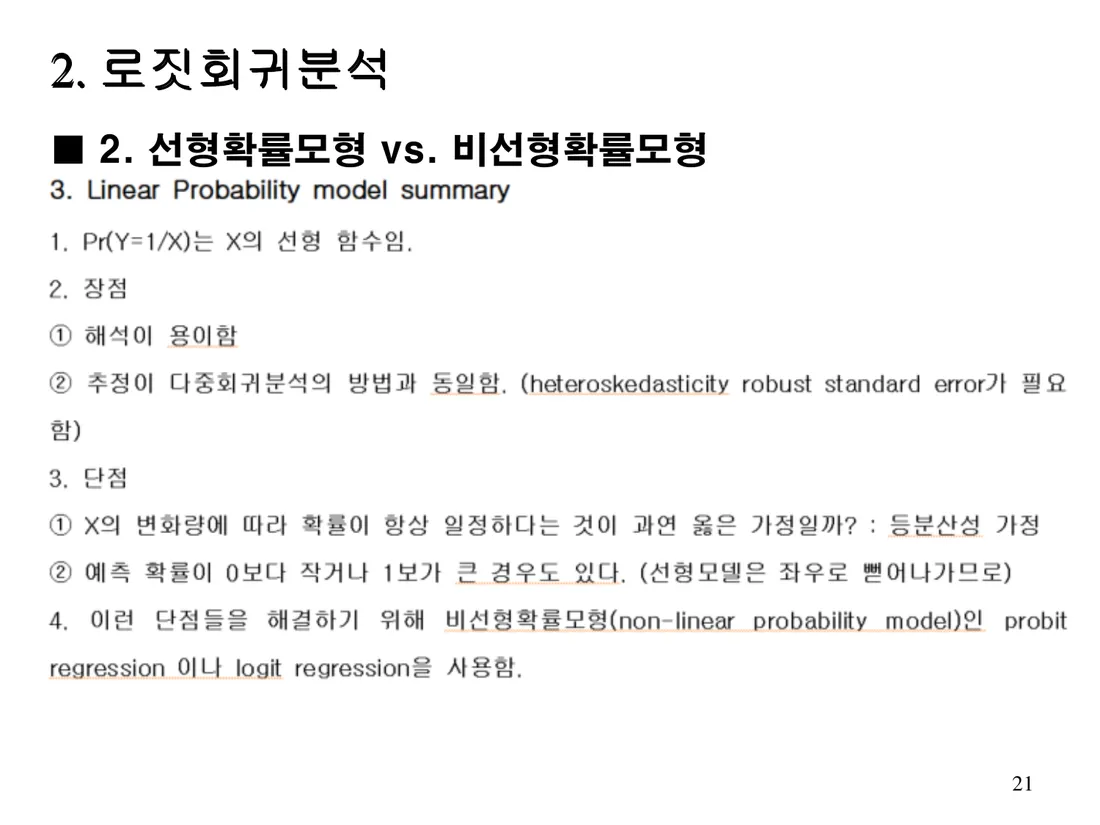 2. 로짓회귀분석
■ 2. 선형확률모형 vs. 비선형확률모형
3. Linear Probability model summary
1. Pr(Y=1/X)는 X의 선형 함수임.
2. 장점
① 해석이 용이함
② 추정이 다중회귀분석의 방법과 동일함. (heteroskedasticity robust standard error가 필요
함)
3. 단점
① X의 변화량에 따라 확률이 항상 일정하다는 것이 과연 옳은 가정일까? : 등분산성 가정
② 예측 확률이 0보다 작거나 1보가 큰 경우도 있다. (선형모델은 좌우로 뻗어나가므로)
4. 이런 단점들을 해결하기 위해 비선형확률모형(non-linear probability model)인 probit
regression 이나 logit regression을 사용함.
21